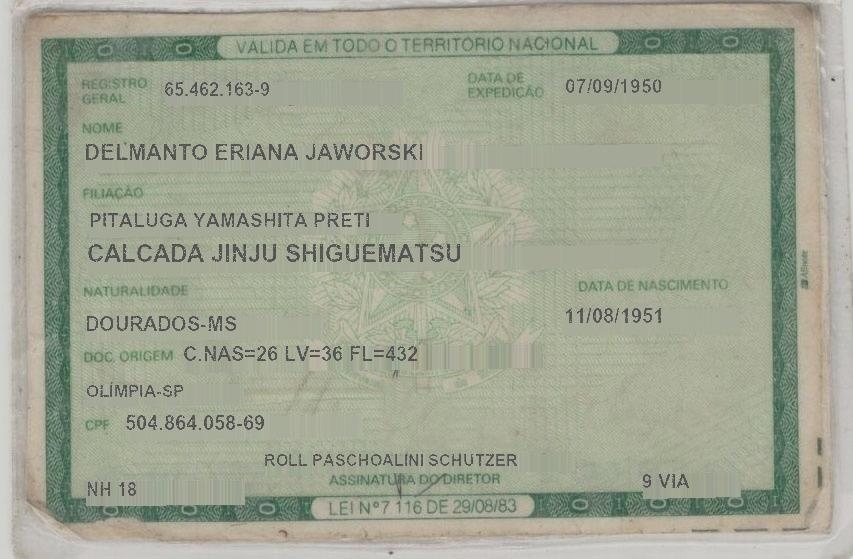 VÁLIDA EM TODO O TERRITÓRIO NACIONAL
REGISTRO GERAL 65.462.163-9 DATA DE EXPEDIÇÃO 07/09/1950
NOME
DELMANTO ERIANA JAWORSKI
FILIAÇÃO
PITALUGA YAMASHITA PRETI
CALCADA JINJU SHIGUEMATSU
NATURALIDADE DATA DE NASCIMENTO
DOURADOS-MS 11/08/1951
DOC. ORIGEM C.NAS=26 LV=36 FL=432
OLÍMPIA-SP
CPF 504.864.058-69
ROLL PASCHOALINI SCHUTZER
ASSINATURA DO DIRETOR
NH 18 9 VIA
LEI Nº 7 116 DE 29/08/83